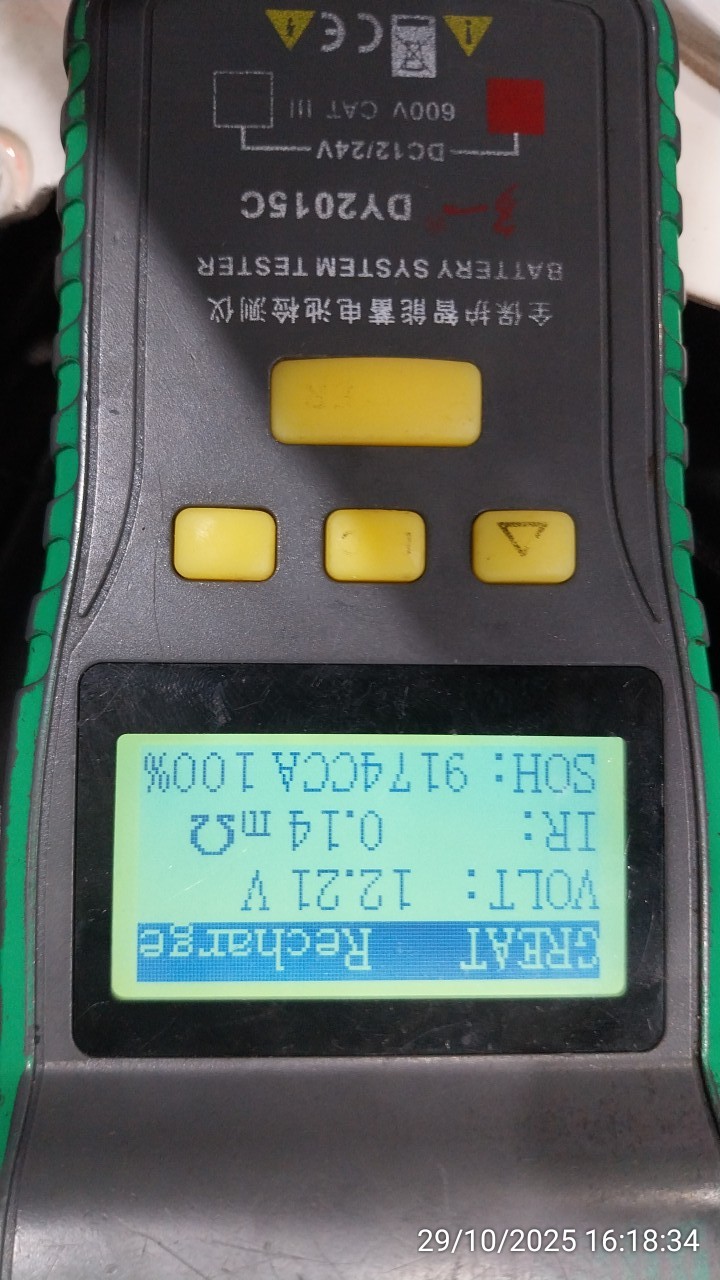 GREAT Recharge
VOLT: 12.21 V
IR: 0.14 mΩ
SOH: 9174CCA 100%
全保护智能蓄电池检测仪
BATTERY SYSTEM TESTER
DY2015C
DC12/24V
600V CAT III
CE
29/10/2025 16:18:34